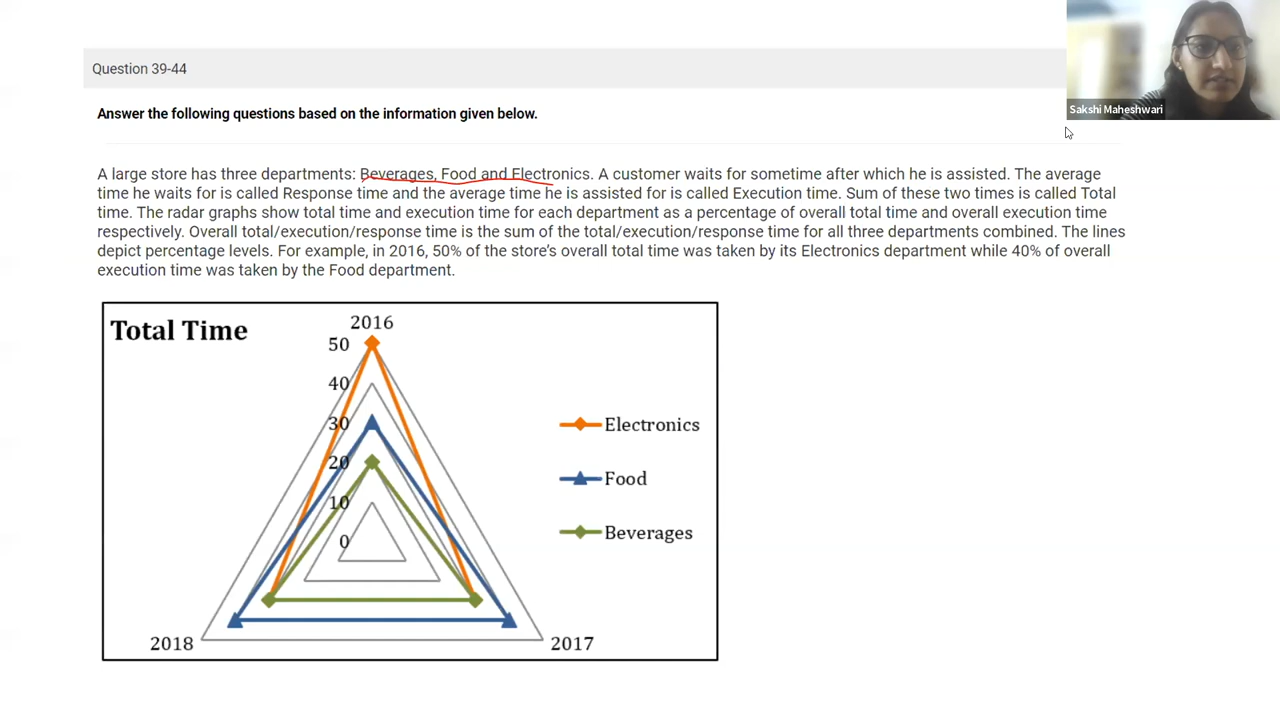 Question 39-44
Sakshi Maheshwari
Answer the following questions based on the information given below.
A large store has three departments: Beverages, Food and Electronics. A customer waits for sometime after which he is assisted. The average
time he waits for is called Response time and the average time he is assisted for is called Execution time. Sum of these two times is called Total
time. The radar graphs show total time and execution time for each department as a percentage of overall total time and overall execution time
respectively. Overall total/execution/response time is the sum of the total/execution/response time for all three departments combined. The lines
depict percentage levels. For example, in 2016, 50% of the store's overall total time was taken by its Electronics department while 40% of overall
execution time was taken by the Food department.
Total Time
2016
50
40
30
20
10
0
2018
2017
Electronics
Food
Beverages